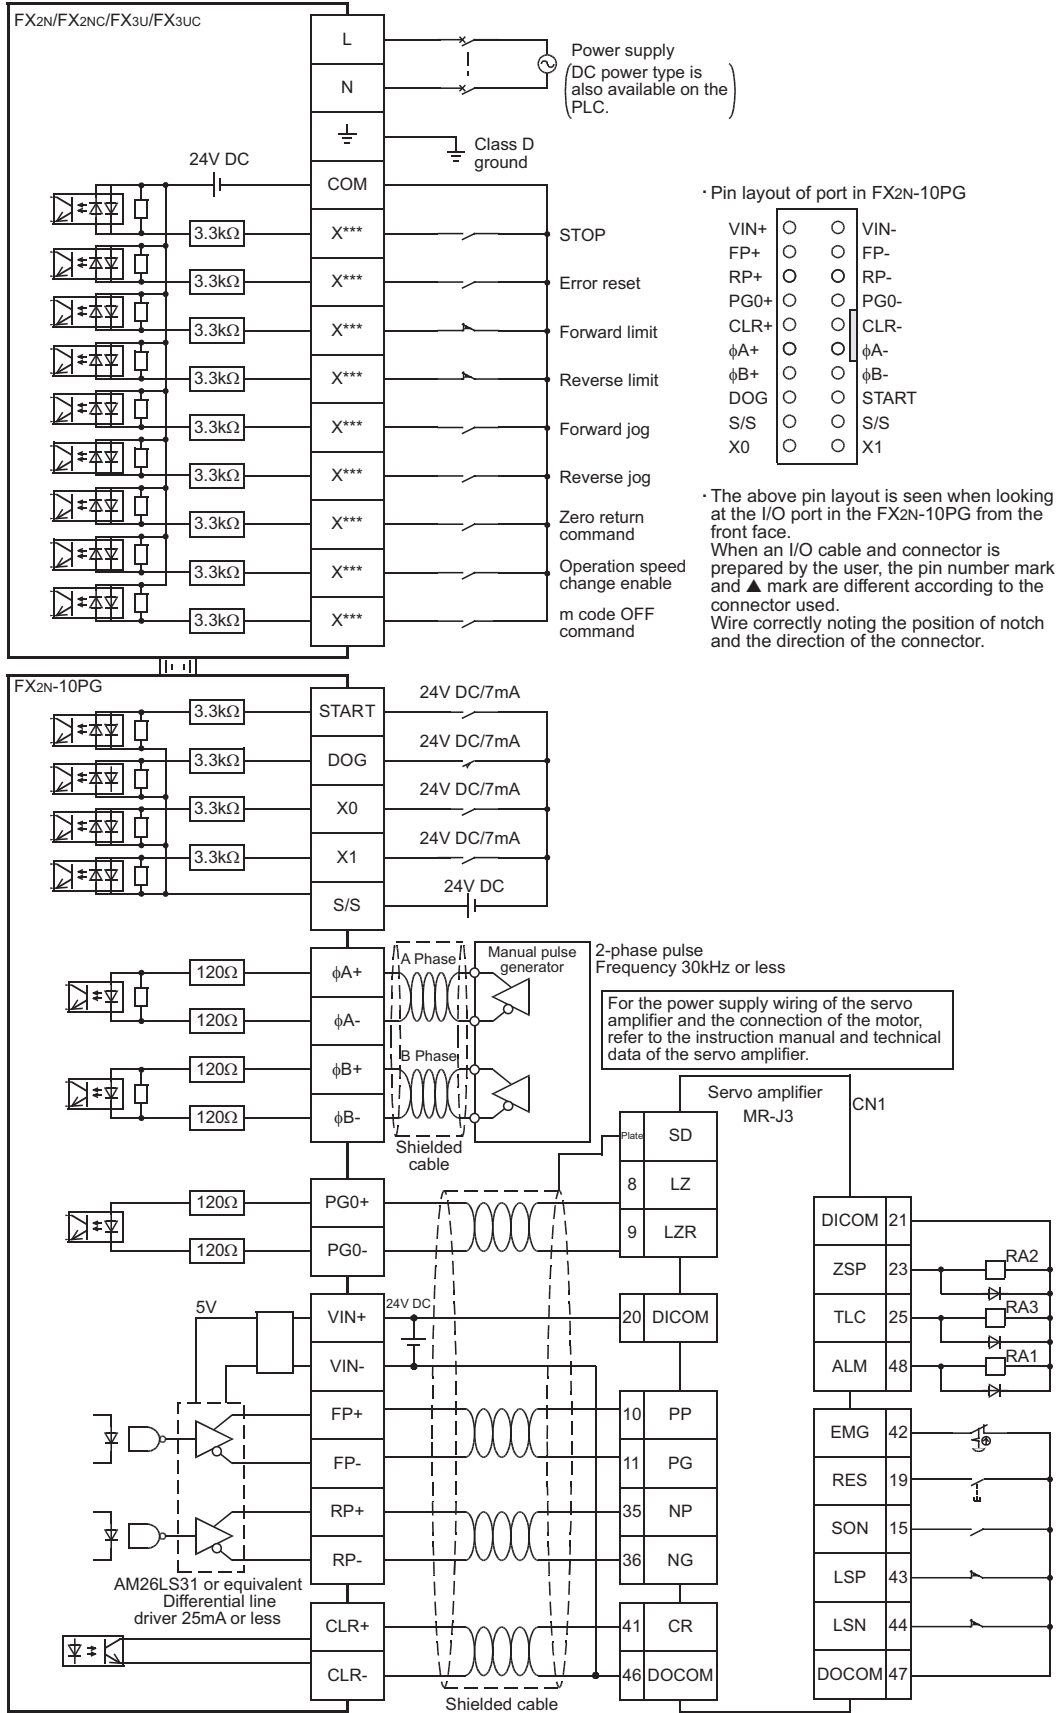 FX2N/FX2NC/FX3U/FX3UC
L
N
Power supply
DC power type is
also available on the
PLC.
Class D
ground
24V DC
COM
3.3kΩ
X***
STOP
3.3kΩ
X***
Error reset
3.3kΩ
X***
Forward limit
3.3kΩ
X***
Reverse limit
3.3kΩ
X***
Forward jog
3.3kΩ
X***
Reverse jog
3.3kΩ
X***
Zero return
command
3.3kΩ
X***
Operation speed
change enable
3.3kΩ
X***
m code OFF
command
· Pin layout of port in FX2N-10PG
VIN+ VIN-
FP+ FP-
RP+ RP-
PG0+ PG0-
CLR+ CLR-
ϕA+ ϕA-
ϕB+ ϕB-
DOG START
S/S S/S
X0 X1
· The above pin layout is seen when looking
at the I/O port in the FX2N-10PG from the
front face.
When an I/O cable and connector is
prepared by the user, the pin number mark
and ▲ mark are different according to the
connector used.
Wire correctly noting the position of notch
and the direction of the connector.
FX2N-10PG
3.3kΩ
START
24V DC/7mA
3.3kΩ
DOG
24V DC/7mA
3.3kΩ
X0
24V DC/7mA
3.3kΩ
X1
24V DC/7mA
S/S
24V DC
120Ω
ϕA+
A Phase
120Ω
ϕA-
120Ω
ϕB+
B Phase
120Ω
ϕB-
Manual pulse
generator
2-phase pulse
Frequency 30kHz or less
Shielded
cable
For the power supply wiring of the servo
amplifier and the connection of the motor,
refer to the instruction manual and technical
data of the servo amplifier.
Servo amplifier
MR-J3
CN1
120Ω
PG0+
120Ω
PG0-
5V
VIN+
24V DC
VIN-
FP+
FP-
RP+
RP-
AM26LS31 or equivalent
Differential line
driver 25mA or less
CLR+
CLR-
Shielded cable
Plate SD
8 LZ
9 LZR
20 DICOM
10 PP
11 PG
35 NP
36 NG
41 CR
46 DOCOM
DICOM 21
ZSP 23
RA2
TLC 25
RA3
ALM 48
RA1
EMG 42
RES 19
SON 15
LSP 43
LSN 44
DOCOM 47